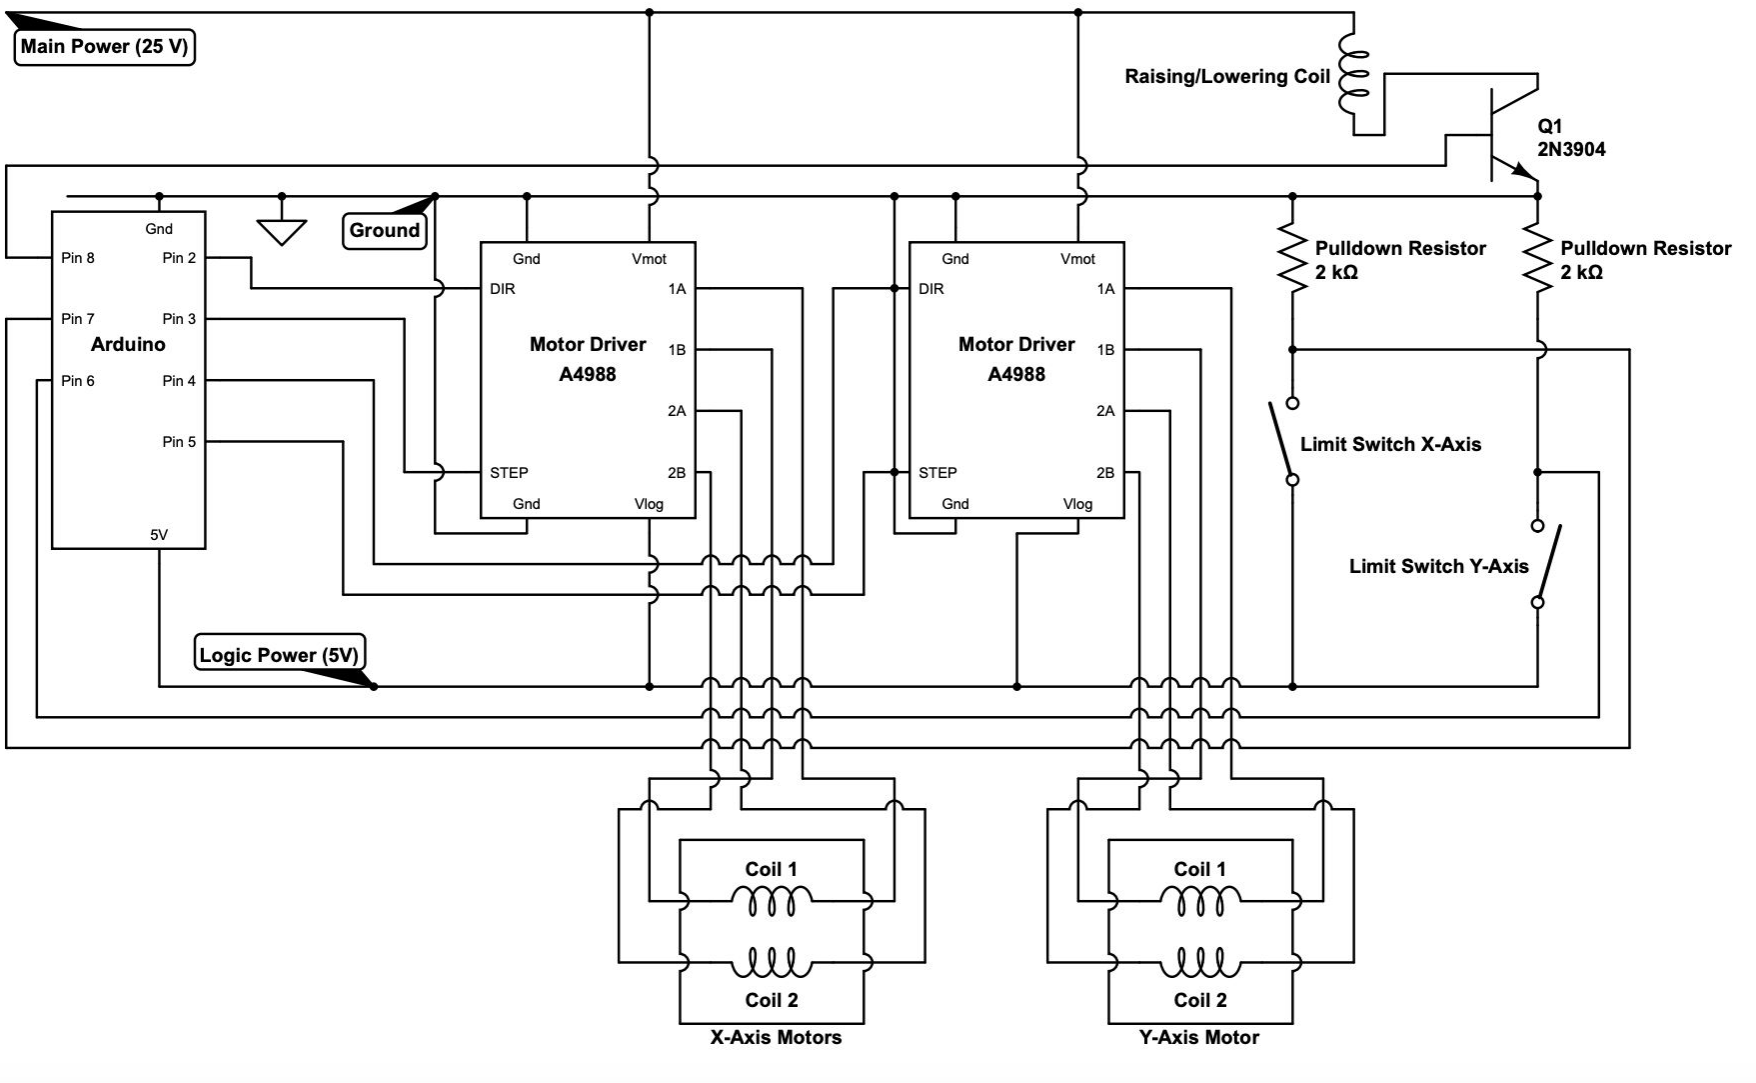 Main Power (25 V)
Raising/Lowering Coil
Q1
2N3904
Ground
Gnd
Pin 8
Pin 2
Pin 7
Pin 3
Arduino
Pin 6
Pin 4
Pin 5
5V
Gnd
Vmot
DIR
1A
Motor Driver
1B
A4988
2A
STEP
2B
Gnd
Vlog
Gnd
Vmot
DIR
1A
Motor Driver
1B
A4988
2A
STEP
2B
Gnd
Vlog
Pulldown Resistor
2 kΩ
Pulldown Resistor
2 kΩ
Limit Switch X-Axis
Limit Switch Y-Axis
Logic Power (5V)
Coil 1
Coil 2
X-Axis Motors
Coil 1
Coil 2
Y-Axis Motor